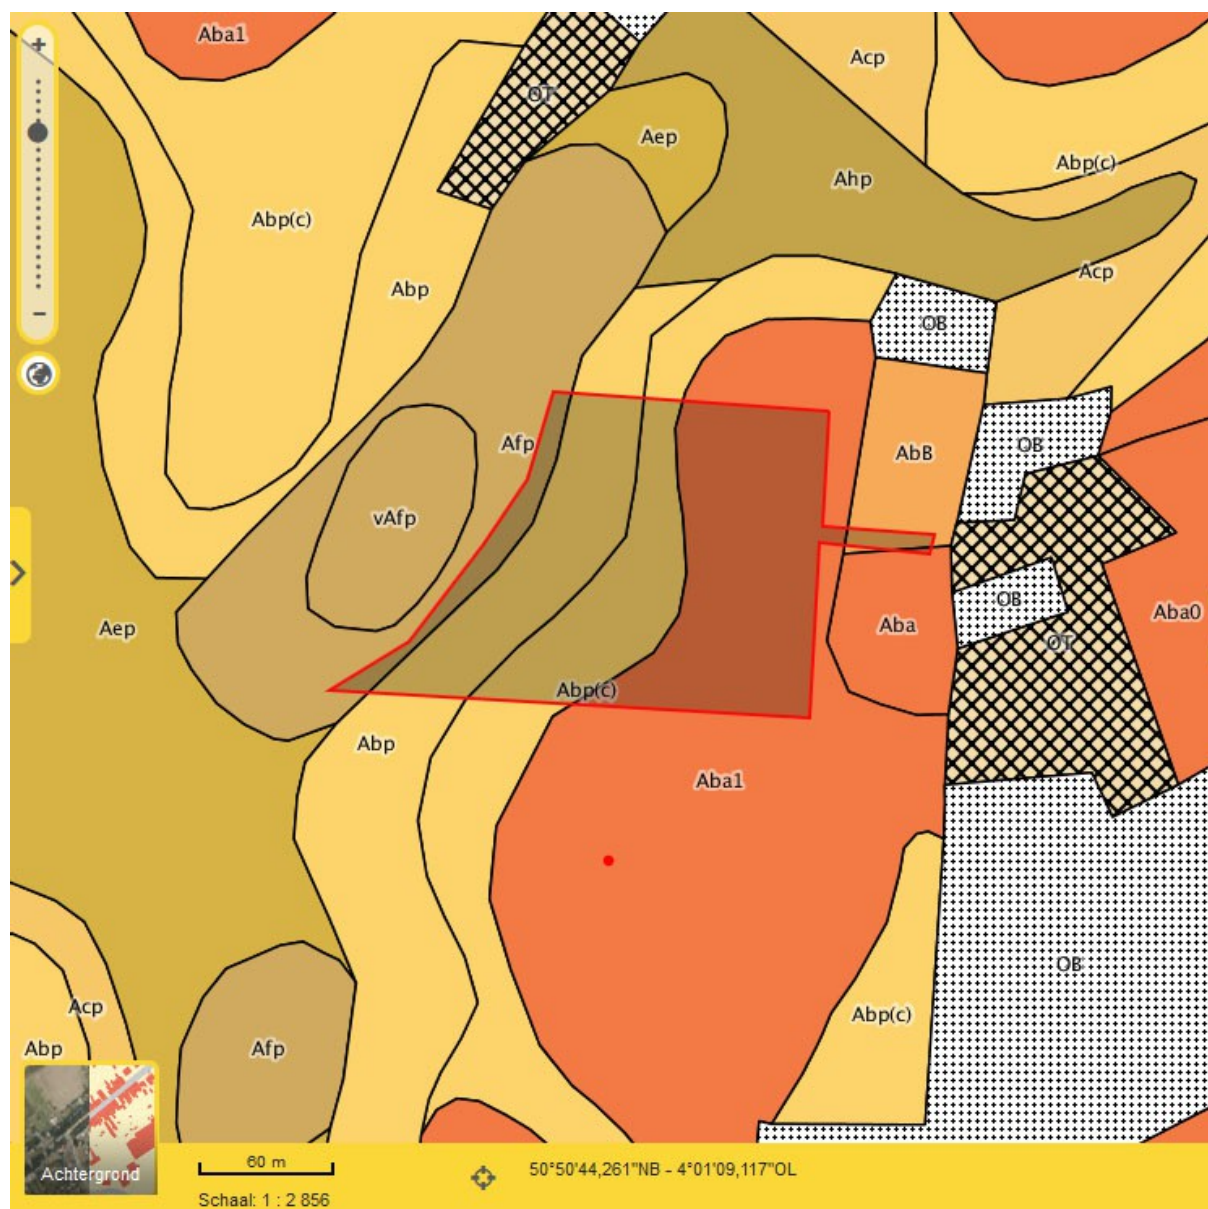 Aba1
Acp
OT
Aep
Abp(c)
Ahp
Abp(c)
Acp
Abp
OB
Afp
AbB
OB
vAfp
OB
Aba0
Aep
Aba
OT
Abp(c)
Abp
Aba1
OB
Acp
Abp(c)
Abp
Afp
Achtergrond
60 m
50°50'44,261"NB - 4°01'09,117"OL
Schaal: 1 : 2 856